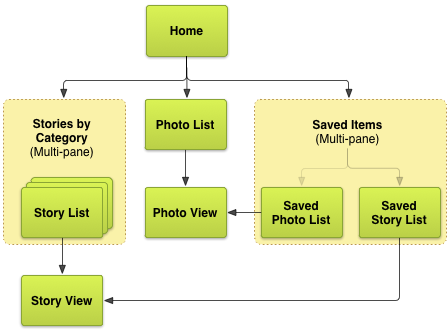 Home
Stories by
Category
(Multi-pane)
Story List
Photo List
Photo View
Saved Items
(Multi-pane)
Saved
Photo List
Saved
Story List
Story View